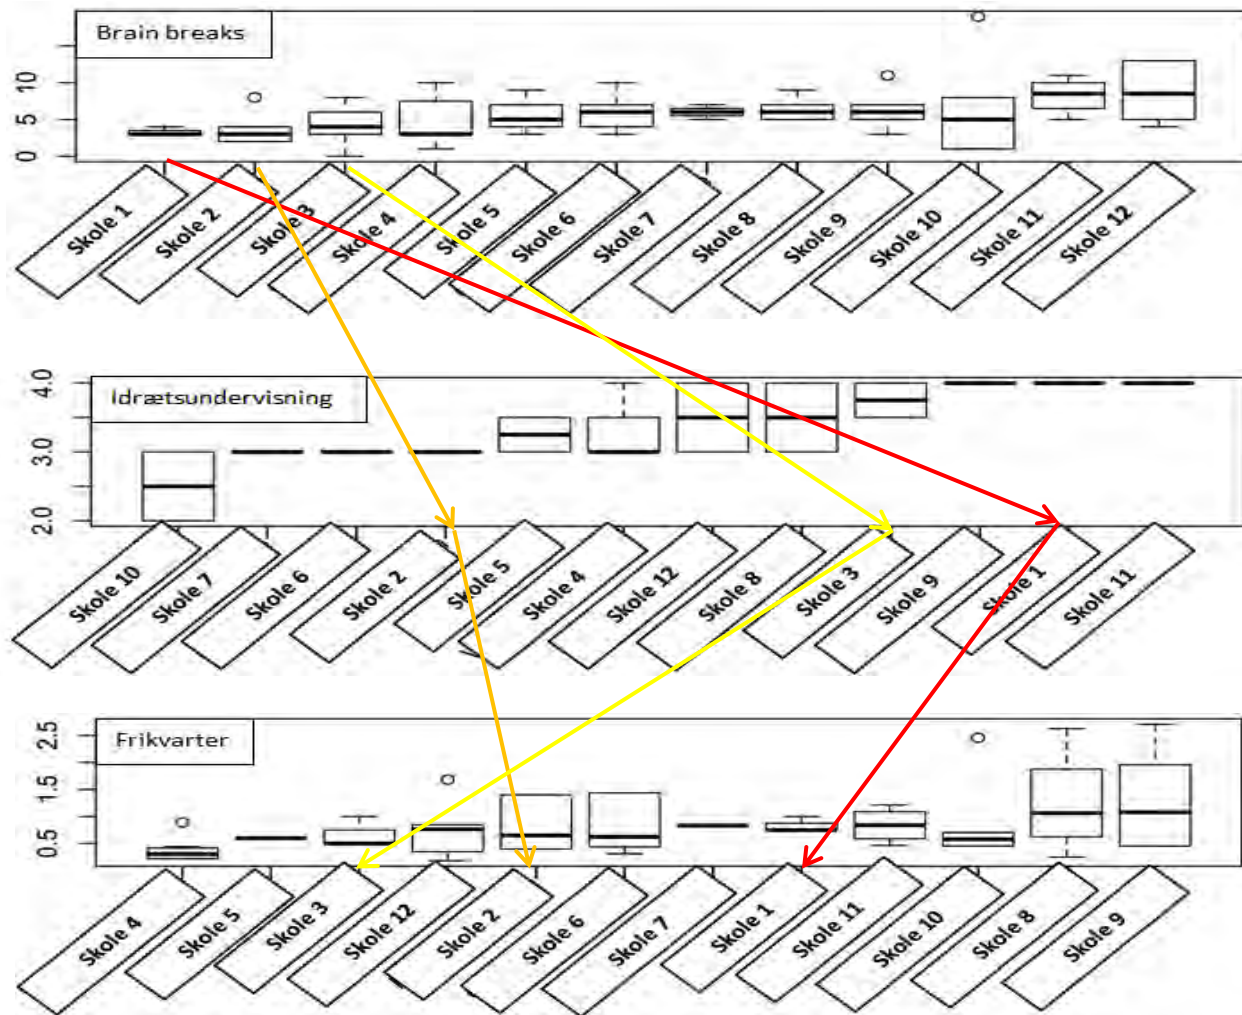 Brain breaks
10
5
0
Skole 1
Skole 2
Skole 3
Skole 4
Skole 5
Skole 6
Skole 7
Skole 8
Skole 9
Skole 10
Skole 11
Skole 12
Idrætsundervisning
4.0
3.0
2.0
Skole 10
Skole 7
Skole 6
Skole 2
Skole 5
Skole 4
Skole 12
Skole 8
Skole 3
Skole 9
Skole 1
Skole 11
Frikvarter
2.5
1.5
0.5
Skole 4
Skole 5
Skole 3
Skole 12
Skole 2
Skole 6
Skole 7
Skole 1
Skole 11
Skole 10
Skole 8
Skole 9